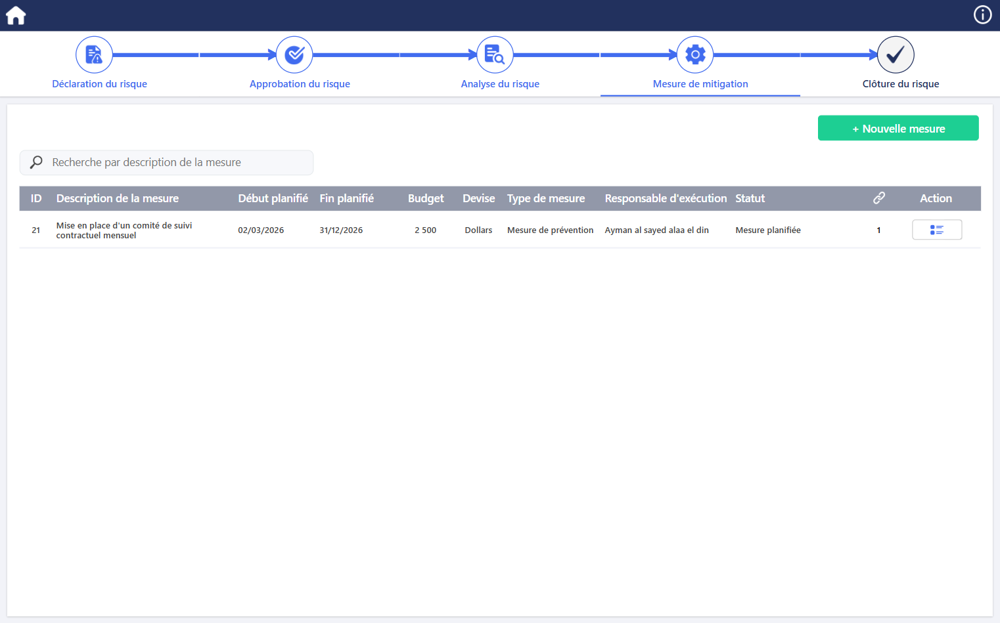 Déclaration du risque
Approbation du risque
Analyse du risque
Mesure de mitigation
Clôture du risque
+ Nouvelle mesure
Recherche par description de la mesure
ID Description de la mesure Début planifié Fin planifié Budget Devise Type de mesure Responsable d'exécution Statut Action
21 Mise en place d'un comité de suivi
contractuel mensuel
02/03/2026 31/12/2026 2 500 Dollars Mesure de prévention Ayman al sayed alaa el din Mesure planifiée 1